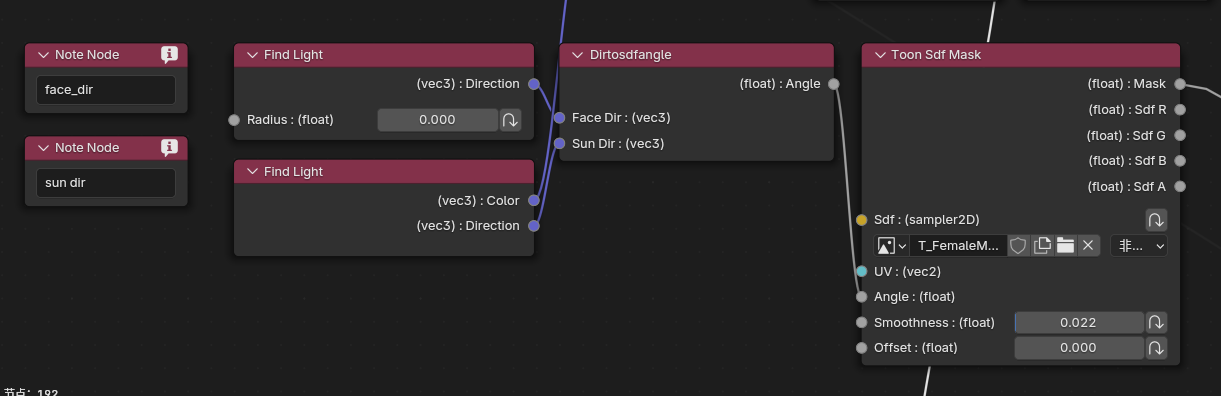 Note Node
face_dir
Note Node
sun dir
Find Light
(vec3) : Direction
Radius : (float)
0.000
Find Light
(vec3) : Color
(vec3) : Direction
Dirtosdfangle
(float) : Angle
Face Dir : (vec3)
Sun Dir : (vec3)
Toon Sdf Mask
(float) : Mask
(float) : Sdf R
(float) : Sdf G
(float) : Sdf B
(float) : Sdf A
Sdf : (sampler2D)
T_FemaleM...
非...
UV : (vec2)
Angle : (float)
Smoothness : (float)
0.022
Offset : (float)
0.000
节点: 192